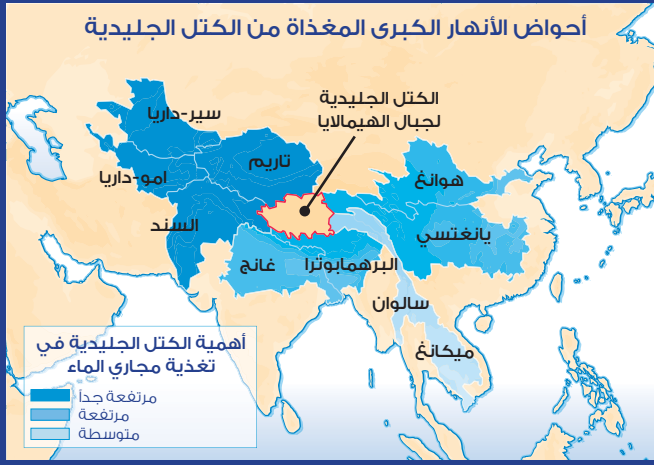 أحواض الأنهار الكبرى المغذاة من الكتل الجليدية
الكتل الجليدية
لجبال الهيمالايا
سير-داريا
تاريم
هوانغ
امو-داريا
السند
يانغتسي
غانج
البرهمابوترا
سالوان
ميكانغ
أهمية الكتل الجليدية في
تغذية مجاري الماء
مرتفعة جداً
مرتفعة
متوسطة